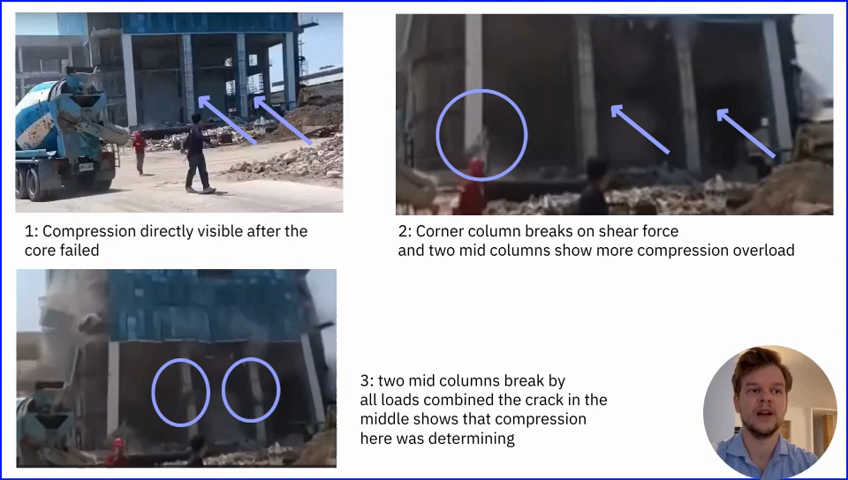 1: Compression directly visible after the
core failed
2: Corner column breaks on shear force
and two mid columns show more compression overload
3: two mid columns break by
all loads combined the crack in the
middle shows that compression
here was determining